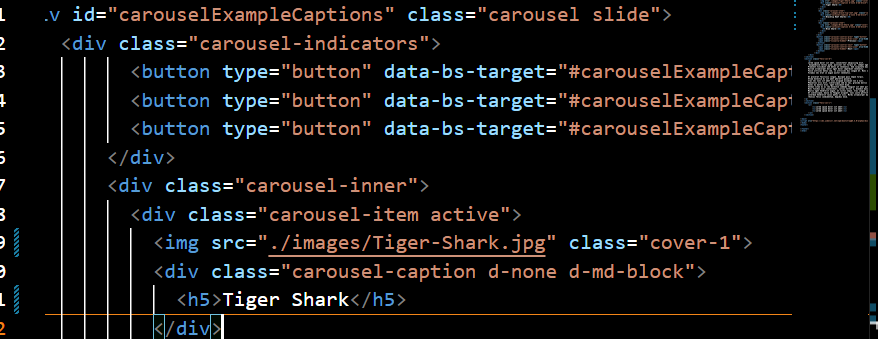 1 .v id="carouselExampleCaptions" class="carousel slide">
2 <div class="carousel-indicators">
3 <button type="button" data-bs-target="#carouselExampleCapt
4 <button type="button" data-bs-target="#carouselExampleCapt
5 <button type="button" data-bs-target="#carouselExampleCapt
6 </div>
7 <div class="carousel-inner">
8 <div class="carousel-item active">
9 <img src="./images/Tiger-Shark.jpg" class="cover-1">
0 <div class="carousel-caption d-none d-md-block">
1 <h5>Tiger Shark</h5>
2 </div>